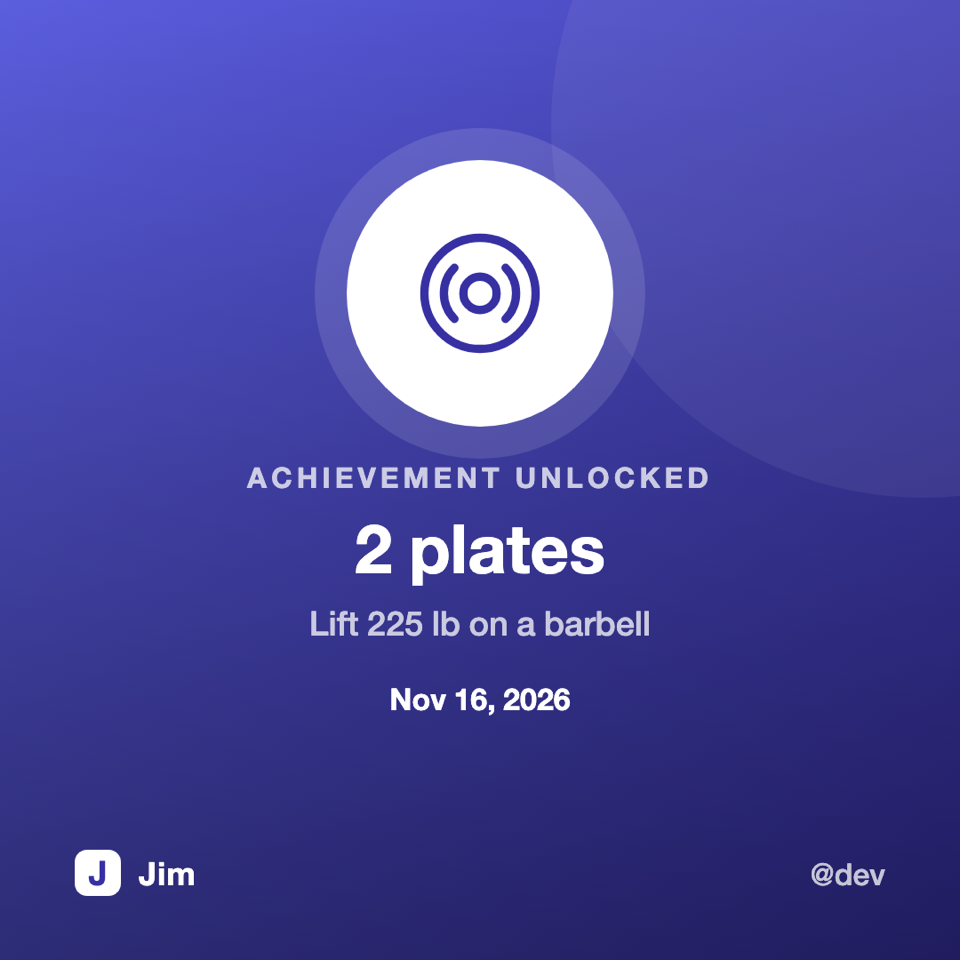 ACHIEVEMENT UNLOCKED
2 plates
Lift 225 lb on a barbell
Nov 16, 2026
J Jim
@dev